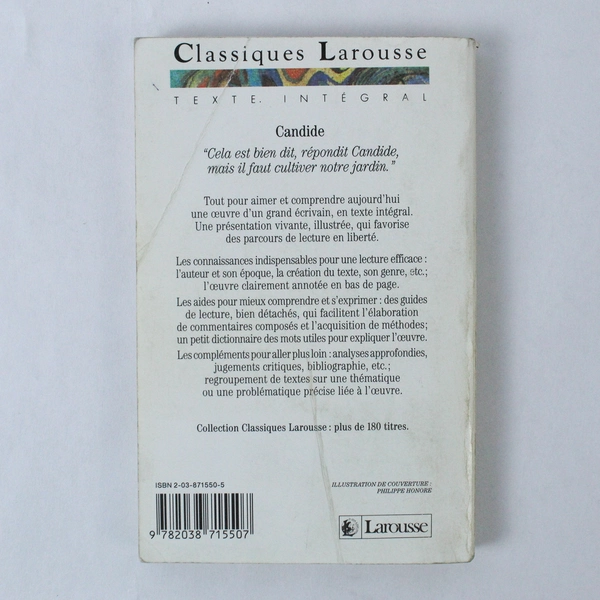 Classiques Larousse
TEXTE INTÉGRAL
Candide
“Cela est bien dit, répondit Candide,
mais il faut cultiver notre jardin.”
Tout pour aimer et comprendre aujourd’hui
une œuvre d’un grand écrivain, en texte intégral.
Une présentation vivante, illustrée, qui favorise
des parcours de lecture en liberté.
Les connaissances indispensables pour une lecture efficace :
l’auteur et son époque, la création du texte, son genre, etc.;
l’œuvre clairement annotée en bas de page.
Les aides pour mieux comprendre et s’exprimer : des guides
de lecture, bien détachés, qui facilitent l’élaboration
de commentaires composés et l’acquisition de méthodes;
un petit dictionnaire des mots utiles pour expliquer l’œuvre.
Les compléments pour aller plus loin : analyses approfondies,
jugements critiques, bibliographie, etc.;
regroupement de textes sur une thématique
ou une problématique précise liée à l’œuvre.
Collection Classiques Larousse : plus de 180 titres.
ISBN 2-03-871550-5
9 782038 715507
ILLUSTRATION DE COUVERTURE :
PHILIPPE HONORE
Larousse